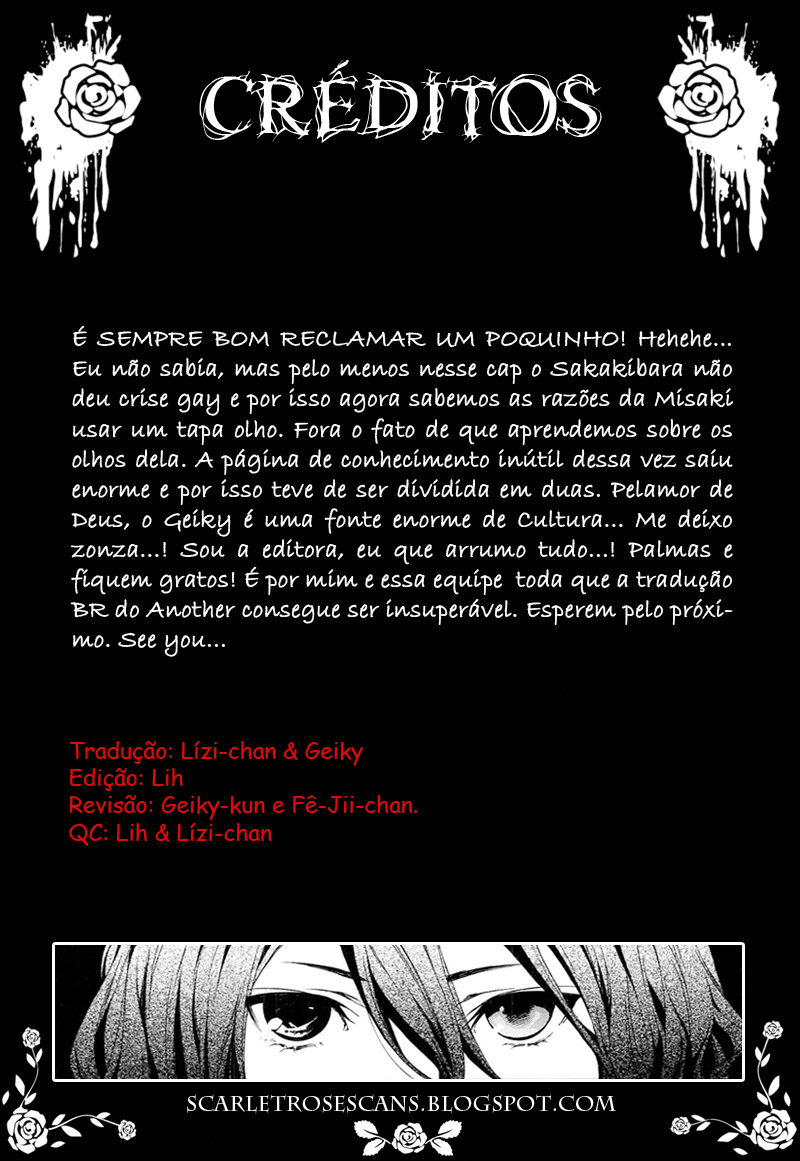 CRÉDITOS
É SEMPRE BOM RECLAMAR UM POQUINHO! Hehehe...
Eu não sabia, mas pelo menos nesse cap o Sakakibara não
deu crise gay e por isso agora sabemos as razões da Misaki
usar um tapa olho. Fora o fato de que aprendemos sobre os
olhos dela. A página de conhecimento inútil dessa vez saiu
enorme e por isso teve de ser dividida em duas. Pelamor de
Deus, o Geiky é uma fonte enorme de Cultura... Me deixo
zonza...! Sou a editora, eu que arrumo tudo...! Palmas e
fiquem gratos! É por mim e essa equipe toda que a tradução
BR do Another consegue ser insuperável. Esperem pelo próxi-
mo. See you...
Tradução: Lízi-chan & Geiky
Edição: Lih
Revisão: Geiky-kun e Fê-Jii-chan.
QC: Lih & Lízi-chan
SCARLETROSESCANS.BLOGSPOT.COM